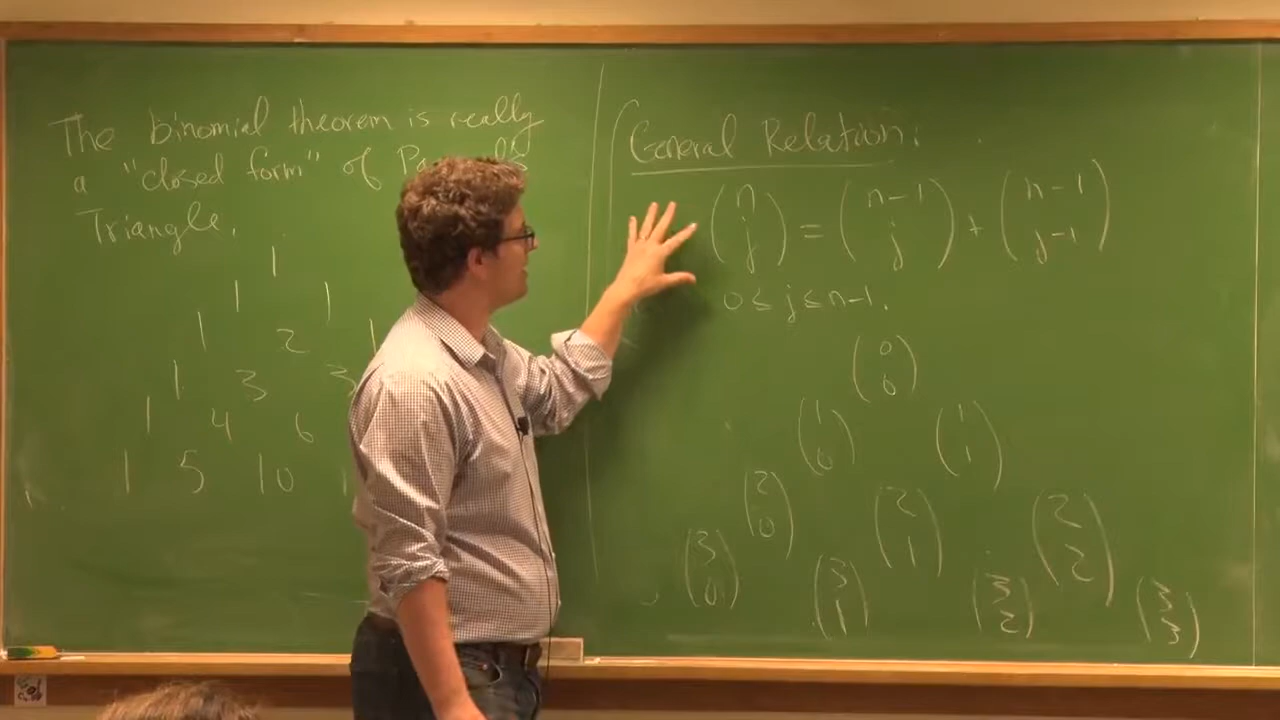 The binomial theorem is really
a "closed form" of
Triangle.
1
1 1
1 2 1
1 3 3
1 4 6
1 5 10 1
General Relation:
(n j) = (n-1 j) + (n-1 j-1)
0 ≤ j ≤ n-1.
(0 0)
(1 0) (1 1)
(2 0) (2 1) (2 2)
(3 0) (3 1) (3 2) (3 3)